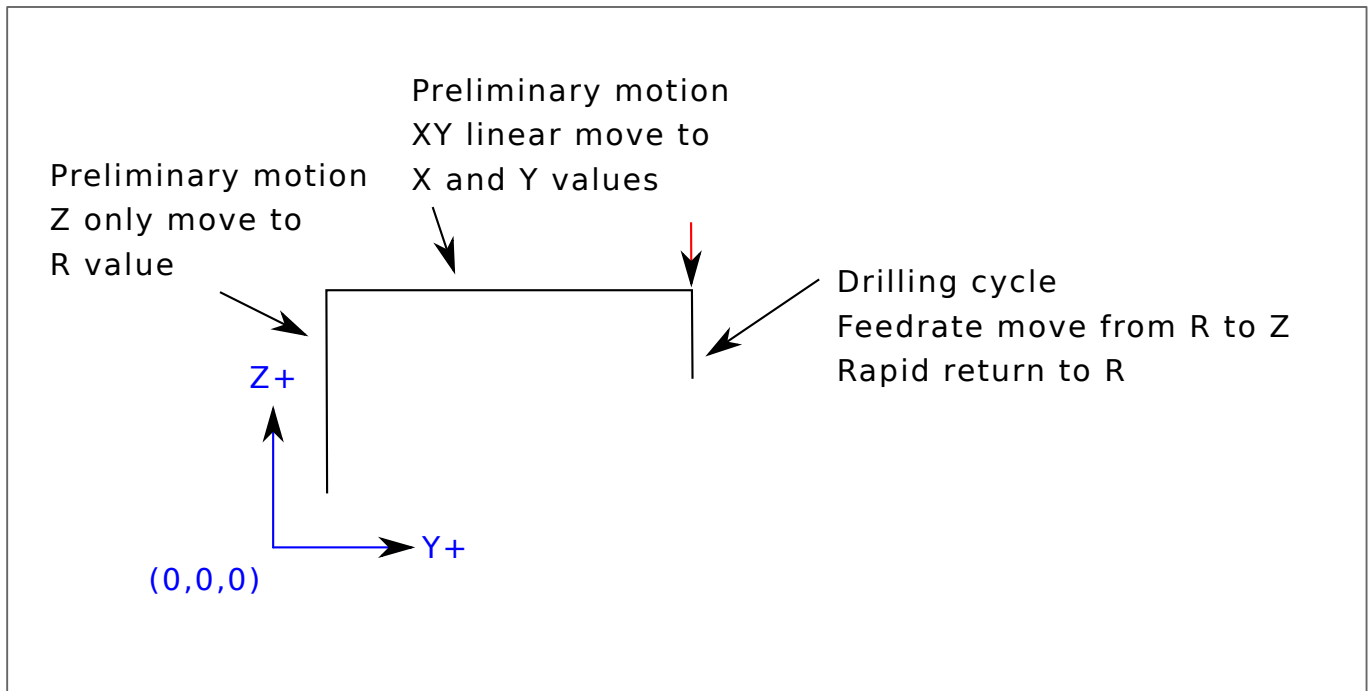 Preliminary motion
XY linear move to
X and Y values
Preliminary motion
Z only move to
R value
Drilling cycle
Feedrate move from R to Z
Rapid return to R
Z+
Y+
(0,0,0)